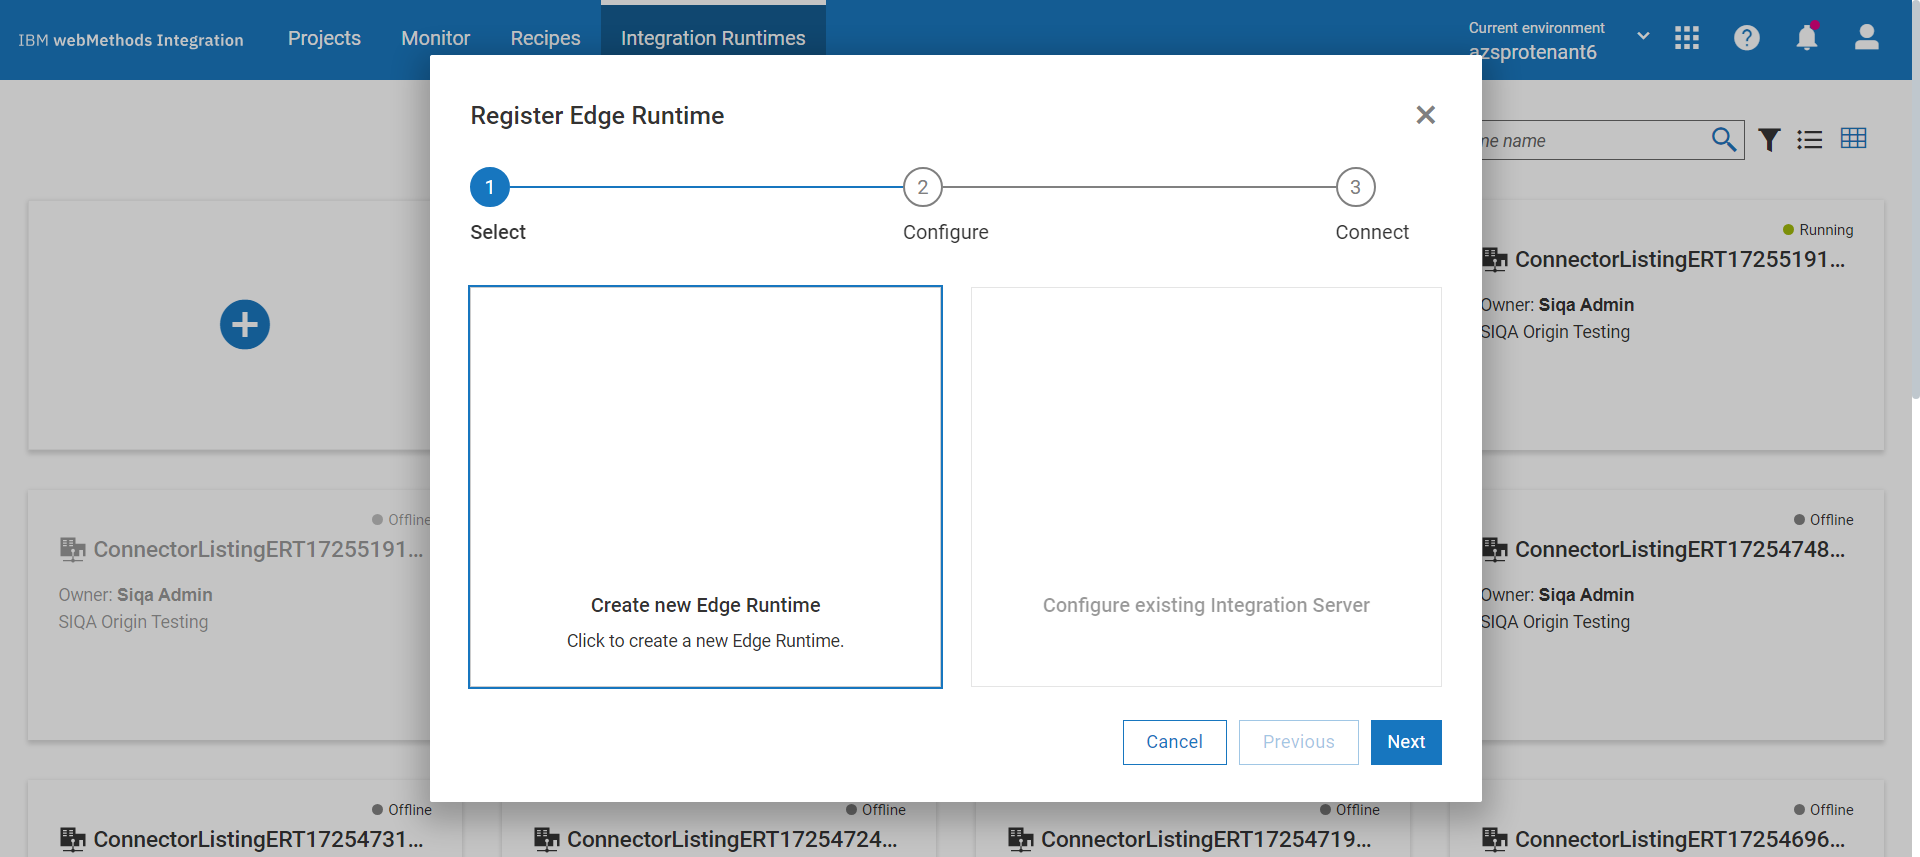 IBM webMethods Integration
Projects
Monitor
Recipes
Integration Runtimes
Current environment
azsprotenant6
Register Edge Runtime
me name
1
2
3
Select
Configure
Connect
Running
ConnectorListingERT17255191...
Owner: Siqa Admin
SIQA Origin Testing
Create new Edge Runtime
Click to create a new Edge Runtime.
Configure existing Integration Server
Cancel
Previous
Next
Offline
ConnectorListingERT17255191...
Owner: Siqa Admin
SIQA Origin Testing
Offline
ConnectorListingERT17254748...
Owner: Siqa Admin
SIQA Origin Testing
Offline
ConnectorListingERT17254731...
Offline
ConnectorListingERT17254724...
Offline
ConnectorListingERT17254719...
Offline
ConnectorListingERT17254696...